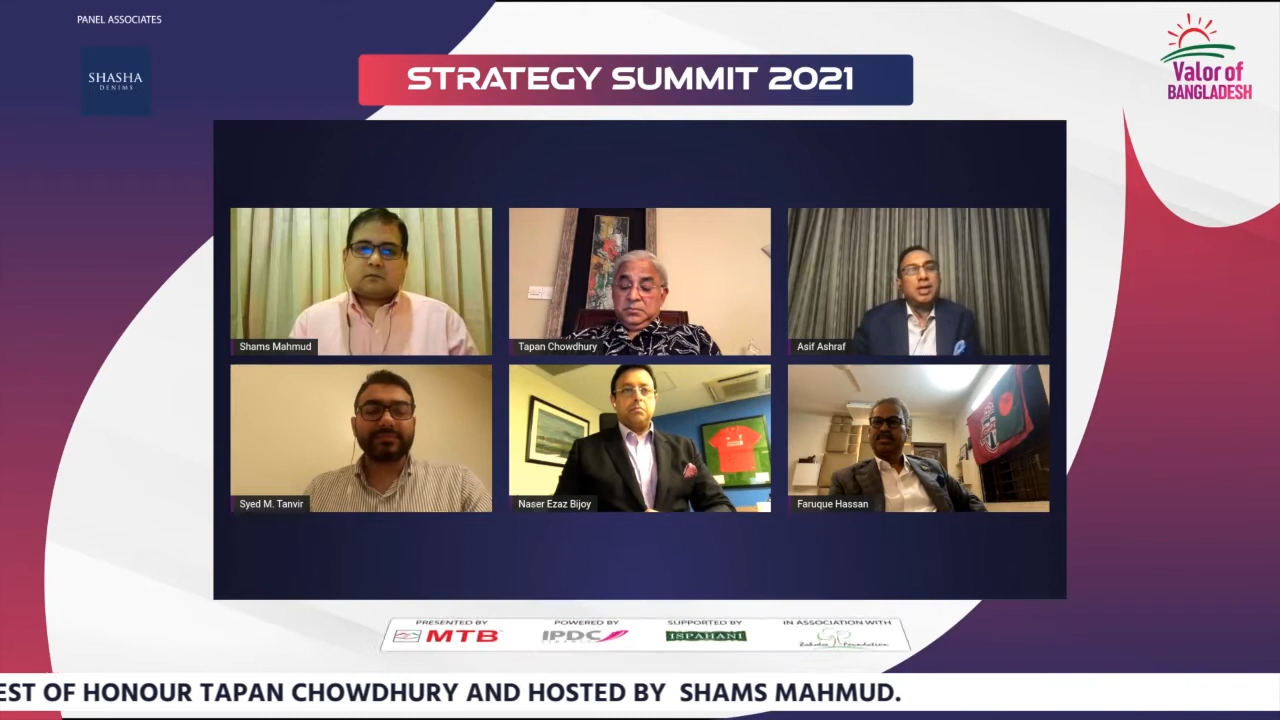 PANEL ASSOCIATES
SHASHA
DENIMS
STRATEGY SUMMIT 2021
Valor of
BANGLADESH
Shams Mahmud
Tapan Chowdhury
Asif Ashraf
Syed M. Tanvir
Naser Ezaz Bijoy
Faruque Hassan
PRESENTED BY
MTB
POWERED BY
IPDC
SUPPORTED BY
ISPAHANI
IN ASSOCIATION WITH
Foundation
EST OF HONOUR TAPAN CHOWDHURY AND HOSTED BY SHAMS MAHMUD.